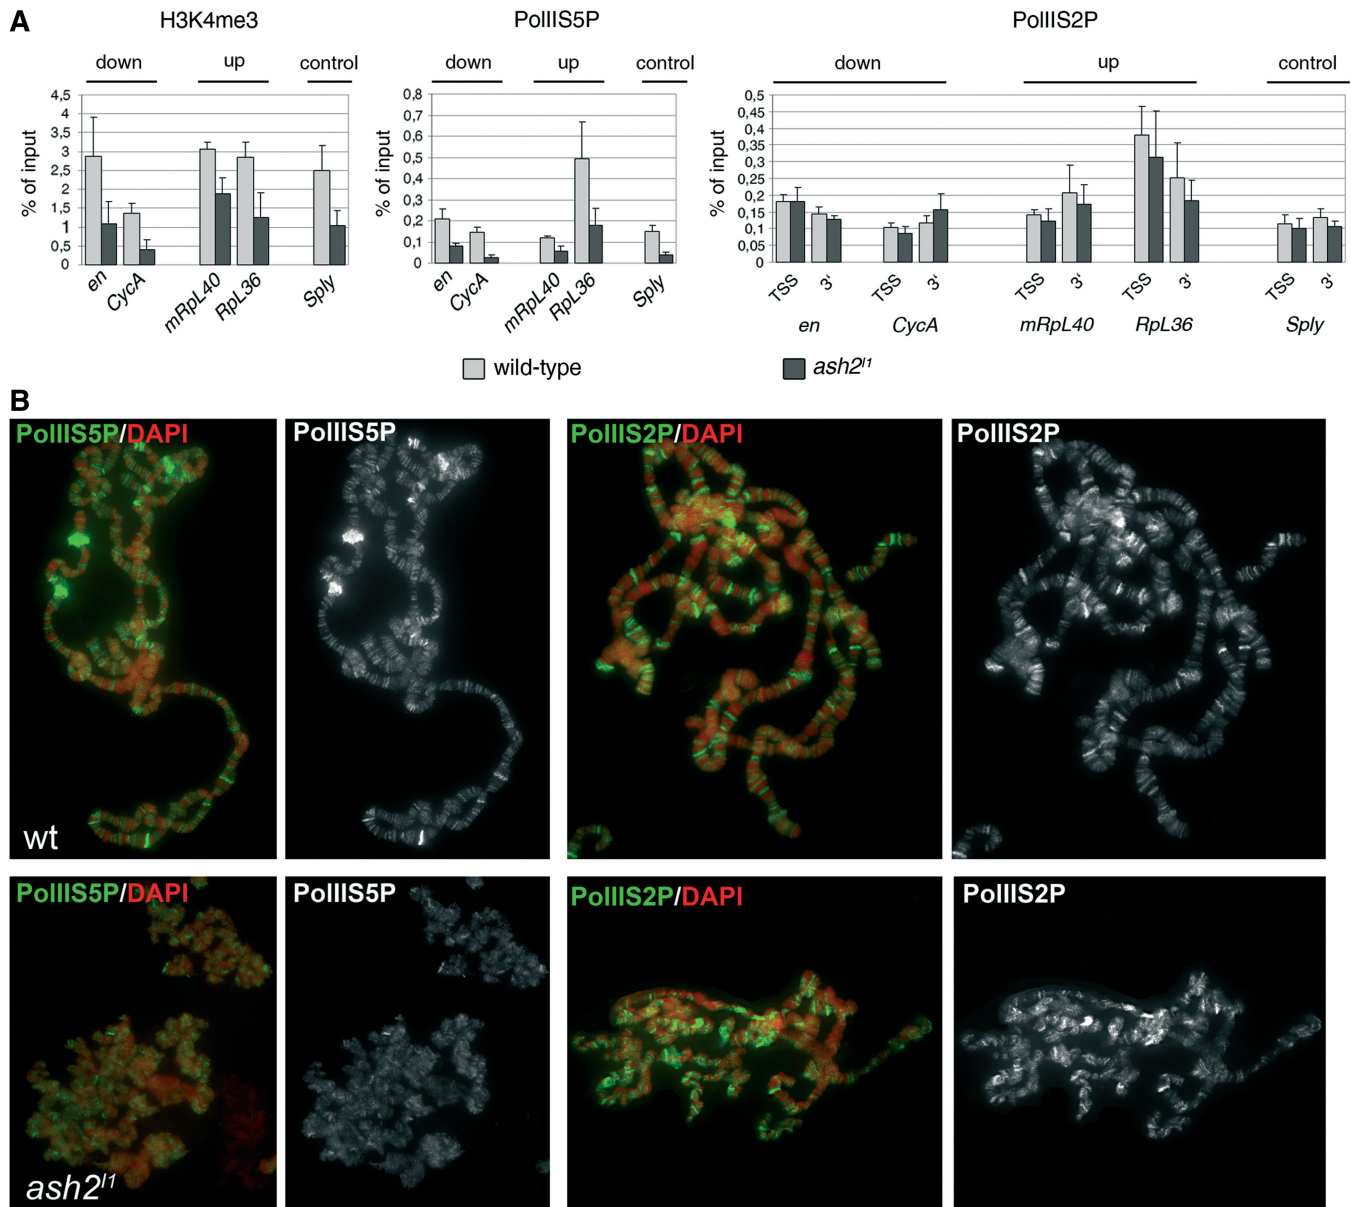 A
H3K4me3 PolIIS5P PolIIS2P
down up control down up control down up control
% of input
4,5
4
3,5
3
2,5
2
1,5
1
0,5
0
en CycA mRpL40 RpL36 Sply
% of input
0,8
0,7
0,6
0,5
0,4
0,3
0,2
0,1
0
en CycA mRpL40 RpL36 Sply
% of input
0,5
0,45
0,4
0,35
0,3
0,25
0,2
0,15
0,1
0,05
0
TSS 3' TSS 3' TSS 3' TSS 3' TSS 3'
en CycA mRpL40 RpL36 Sply
wild-type ash2^l1
B
PolIIS5P/DAPI PolIIS5P PolIIS2P/DAPI PolIIS2P
wt
PolIIS5P/DAPI PolIIS5P PolIIS2P/DAPI PolIIS2P
ash2^l1